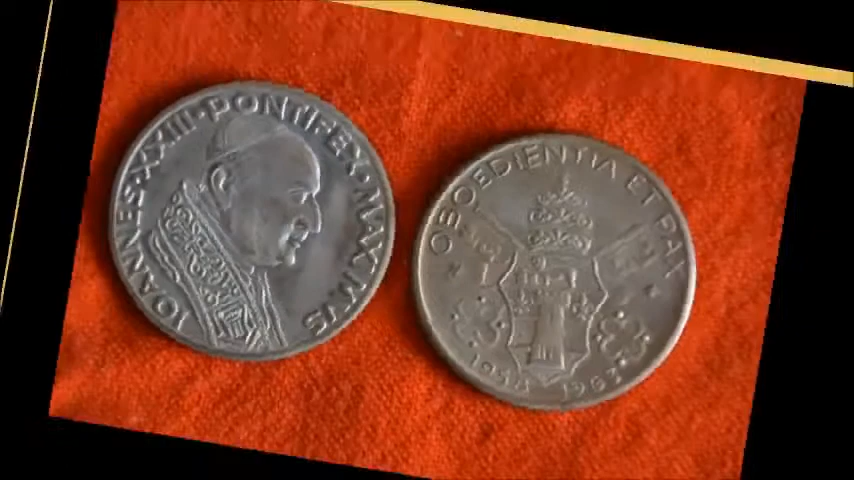 IOANNES·XXIII·PONTIFEX·MAXIMVS
OBOEDIENTIA ET PAX
1958 1963